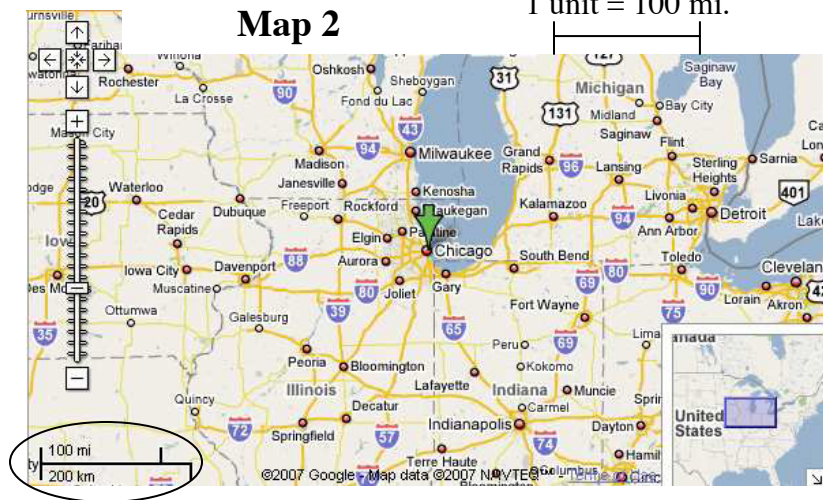 Map 2
1 unit = 100 mi.
Rochester
Winona
La Crosse
90
Oshkosh
Sheboygan
Fond du Lac
43
31
127
Michigan
131
Midland
Bay City
Saginaw
Bay
Saginaw
Mason City
94
Madison
Milwaukee
Grand
Rapids
96
Lansing
Flint
Sterling
Heights
Sarnia
Janesville
Kenosha
Waterloo
20
Dubuque
Freeport
Rockford
Waukegan
Kalamazoo
94
Livonia
Ann Arbor
Detroit
401
Cedar
Rapids
Elgin
Palatine
Chicago
88
Aurora
South Bend
Toledo
Iowa City
Davenport
Muscatine
80
Joliet
Gary
69
80
90
Cleveland
Lorain
Akron
Des Moines
Ottumwa
35
39
65
Fort Wayne
75
Galesburg
Peru
69
Lima
Peoria
Bloomington
Kokomo
Illinois
Lafayette
Indiana
Muncie
Quincy
Decatur
Carmel
72
Springfield
57
Indianapolis
74
Dayton
Terre Haute
Columbus
Bloomington
100 mi
200 km
©2007 Google - Map data ©2007 NAVTEQ
United
States